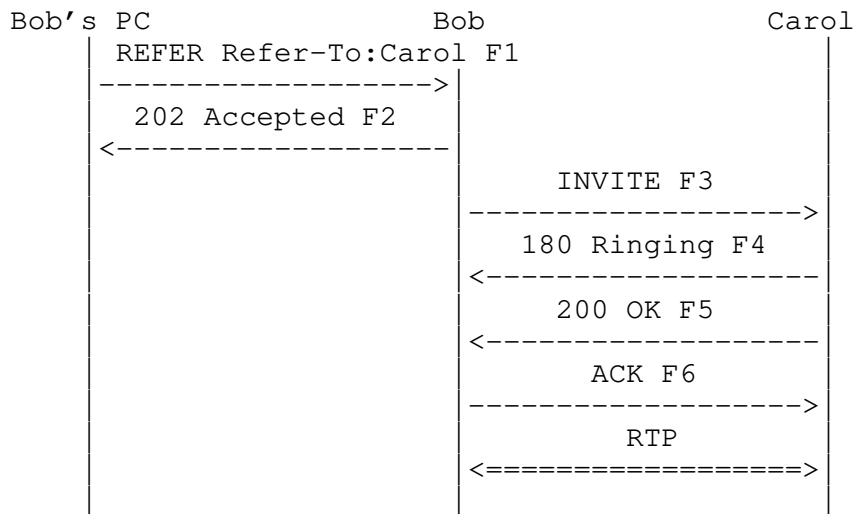 Bob's PC Bob Carol
REFER Refer-To:Carol F1
202 Accepted F2
INVITE F3
180 Ringing F4
200 OK F5
ACK F6
RTP